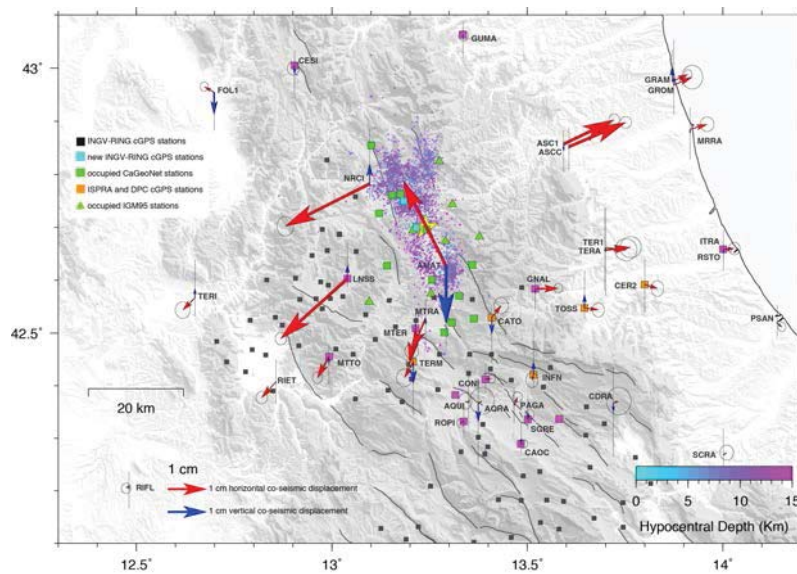 GUMA
43°
CESI
FOL1
GRAM
GROM
INGV-RING cGPS stations
new INGV-RING cGPS stations
occupied CaGeoNet stations
ISPRA and DPC cGPS stations
occupied IGM95 stations
ASC1
ASCC
MRRA
NRCI
TER1
TERA
ITRA
RSTO
AMAT
LNSS
GNAL
CER2
TERI
TOSS
PSAN
42.5°
MTRA
MTER
CATO
MTTO
TERM
INFN
RIET
CONI
CDRA
AQUI
AQRA
PAGA
20 km
ROPI
SGRE
CAOC
SCRA
1 cm
RIFL
1 cm horizontal co-seismic displacement
1 cm vertical co-seismic displacement
0 5 10 15
Hypocentral Depth (Km)
12.5° 13° 13.5° 14°